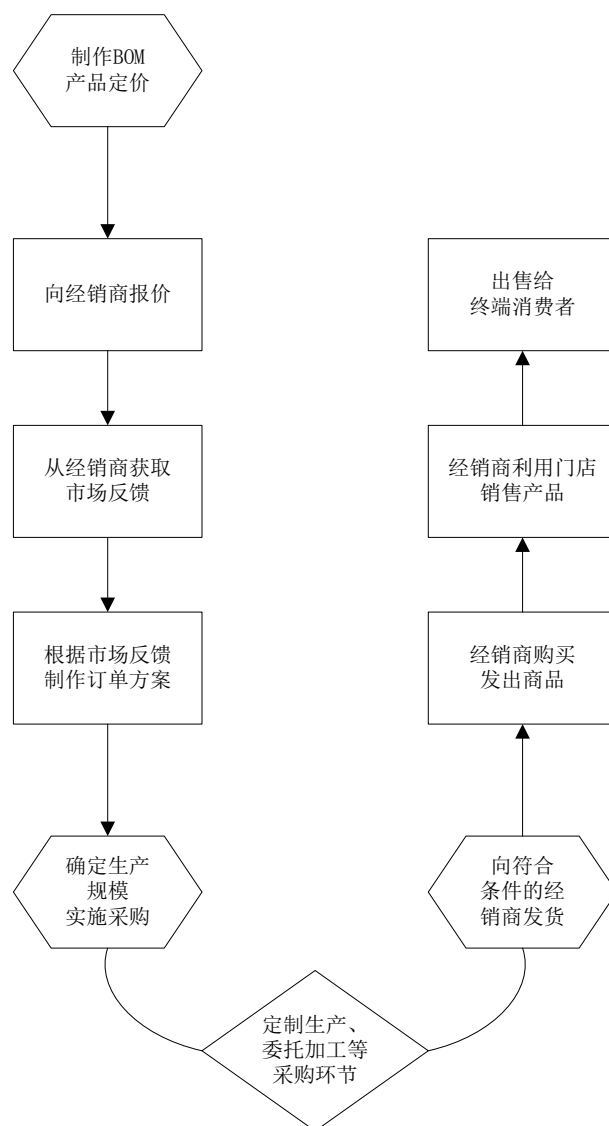 制作BOM
产品定价
向经销商报价
从经销商获取
市场反馈
根据市场反馈
制作订单方案
确定生产
规模
实施采购
定制生产、
委托加工等
采购环节
向符合
条件的经
销商发货
经销商购买
发出商品
经销商利用门店
销售产品
出售给
终端消费者